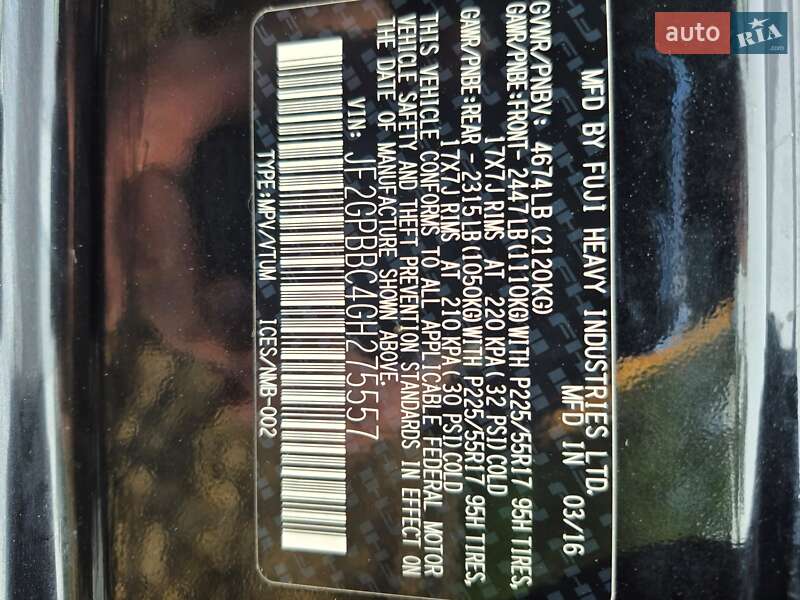 MFD BY FUJI HEAVY INDUSTRIES LTD.
MFD IN 03/16
GVWR/PNBV: 4674LB (2120KG)
GAWR/PNBE:FRONT- 2447LB(1110KG)WITH P225/55R17 95H TIRES,
17X7J RIMS AT 220 KPA( 32 PSI)COLD
GAWR/PNBE:REAR - 2315LB(1050KG)WITH P225/55R17 95H TIRES,
17X7J RIMS AT 210 KPA( 30 PSI)COLD
THIS VEHICLE CONFORMS TO ALL APPLICABLE FEDERAL MOTOR
VEHICLE SAFETY AND THEFT PREVENTION STANDARDS IN EFFECT ON
THE DATE OF MANUFACTURE SHOWN ABOVE.
VIN: JF2GPBBC4GH275557
TYPE:MPV/VTUM ICES/NMB-002
auto RIA.com